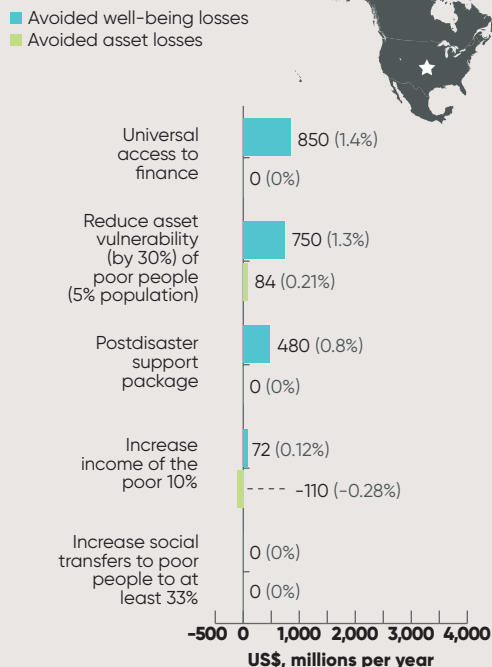 Avoided well-being losses
Avoided asset losses
Universal
access to
finance
850 (1.4%)
0 (0%)
Reduce asset
vulnerability
(by 30%) of
poor people
(5% population)
750 (1.3%)
84 (0.21%)
Postdisaster
support
package
480 (0.8%)
0 (0%)
Increase
income of the
poor 10%
72 (0.12%)
-110 (-0.28%)
Increase social
transfers to poor
people to at
least 33%
0 (0%)
0 (0%)
-500 0 1,000 2,000 3,000 4,000
US$, millions per year